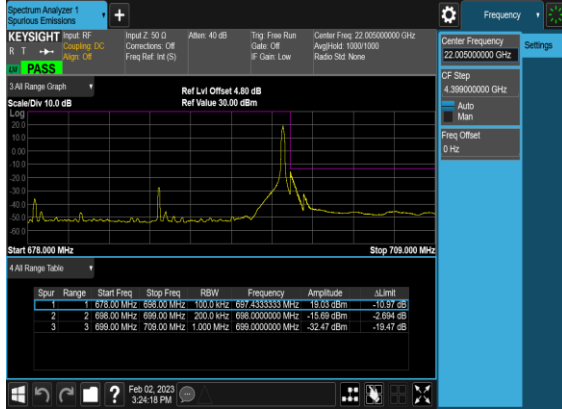 Spectrum Analyzer 1
Spurious Emissions
+
Frequency
KEYSIGHT
R T
LXI PASS
Input: RF
Coupling: DC
Align: Off
Input Z: 50 Ω
Corrections: Off
Freq Ref: Int (S)
Atten: 40 dB
Trig: Free Run
Gate: Off
IF Gain: Low
Center Freq: 22.005000000 GHz
Avg|Hold: 1000/1000
Radio Std: None
Center Frequency
22.005000000 GHz
Settings
CF Step
4.399000000 GHz
Auto
Man
Freq Offset
0 Hz
3 All Range Graph
Scale/Div 10.0 dB
Ref Lvl Offset 4.80 dB
Ref Value 30.00 dBm
Log
20.0
10.0
0.00
-10.0
-20.0
-30.0
-40.0
-50.0
-60.0
Start 678.000 MHz Stop 709.000 MHz
4 All Range Table
Spur Range Start Freq Stop Freq RBW Frequency Amplitude ΔLimit
1 1 678.00 MHz 698.00 MHz 100.0 kHz 697.4333333 MHz 19.03 dBm -10.97 dB
2 2 698.00 MHz 699.00 MHz 200.0 kHz 698.0000000 MHz -15.69 dBm -2.694 dB
3 3 699.00 MHz 709.00 MHz 1.000 MHz 699.0000000 MHz -32.47 dBm -19.47 dB
?
Feb 02, 2023
3:24:18 PM